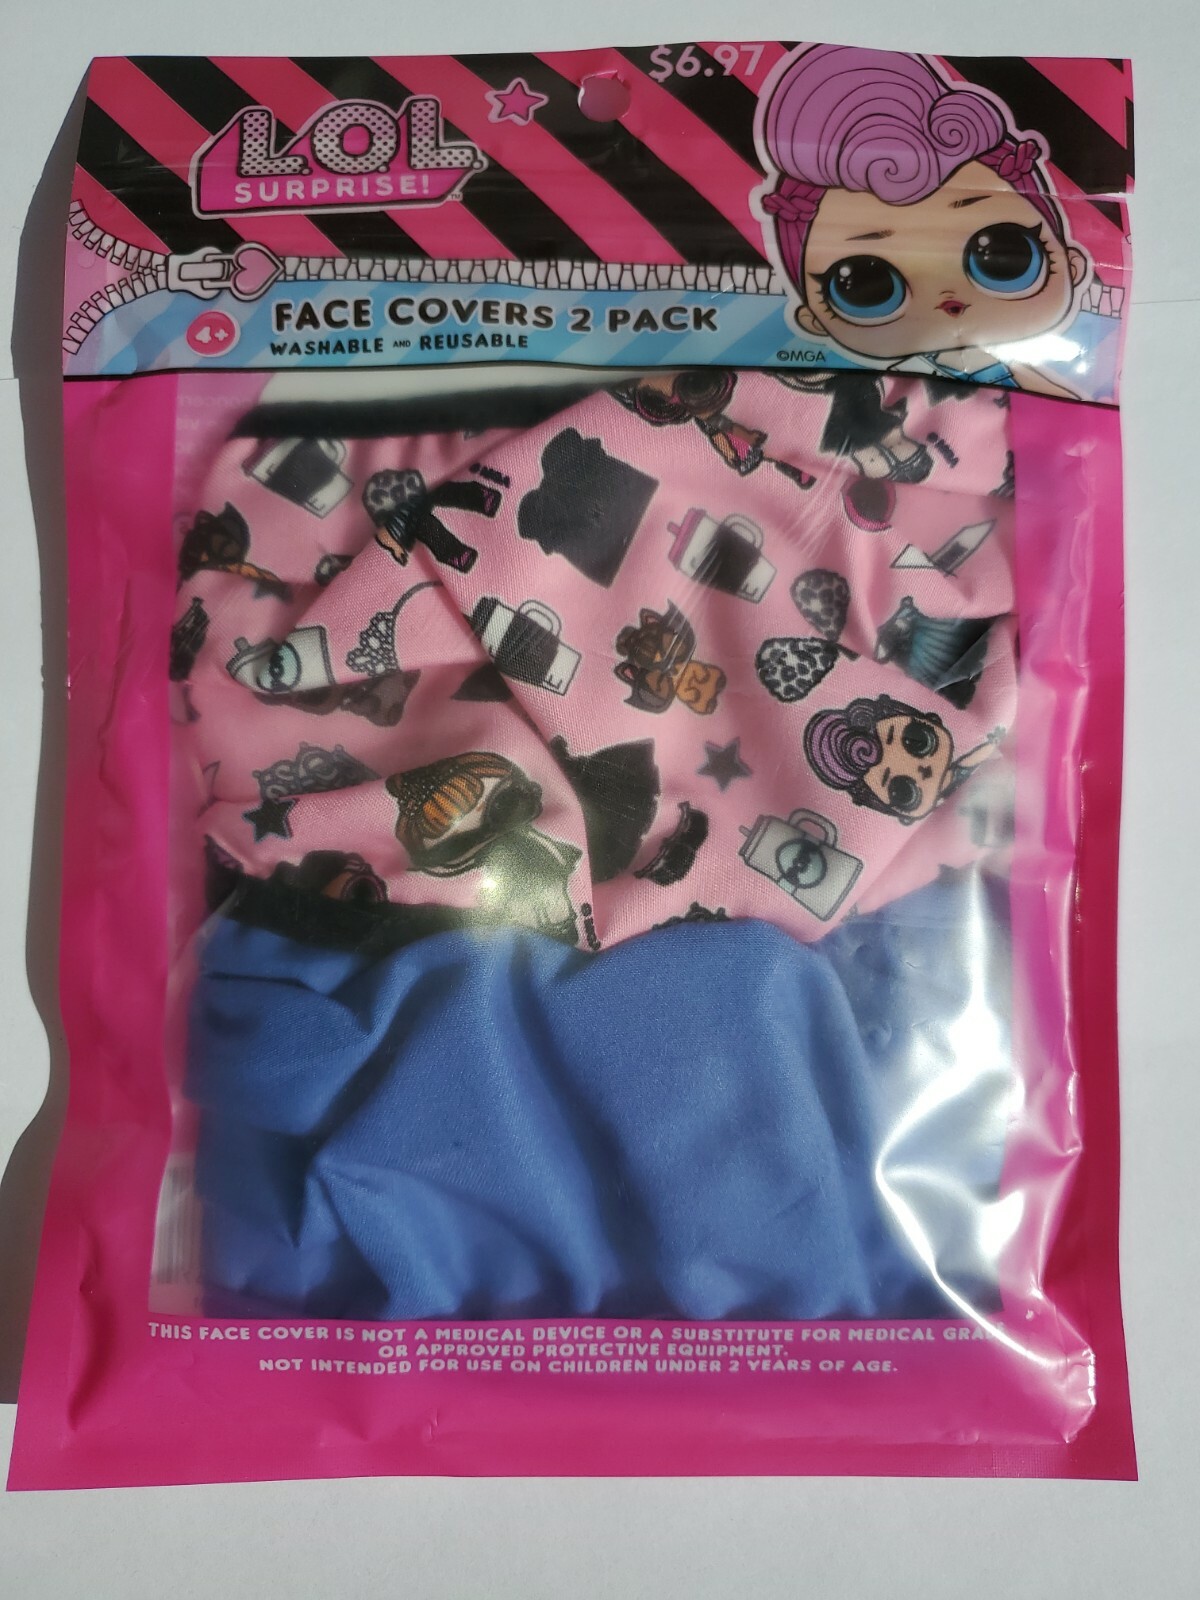 $6.97
L.O.L.
SURPRISE!™
4+
FACE COVERS 2 PACK
WASHABLE AND REUSABLE
©MGA
THIS FACE COVER IS NOT A MEDICAL DEVICE OR A SUBSTITUTE FOR MEDICAL GRADE
OR APPROVED PROTECTIVE EQUIPMENT.
NOT INTENDED FOR USE ON CHILDREN UNDER 2 YEARS OF AGE.